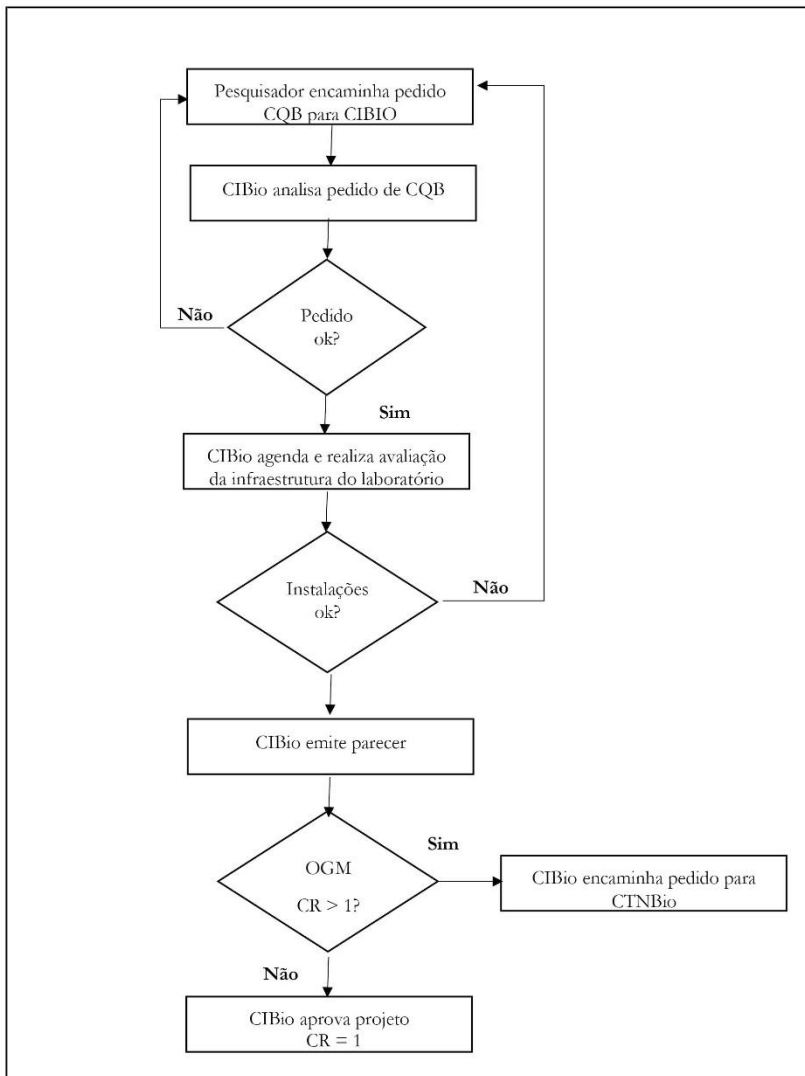 Pesquisador encaminha pedido
CQB para CIBIO
CIBio analisa pedido de CQB
Não
Pedido
ok?
Sim
CIBio agenda e realiza avaliação
da infraestrutura do laboratório
Instalações
ok?
Não
CIBio emite parecer
OGM
CR > 1?
Sim
CIBio encaminha pedido para
CTNBio
Não
CIBio aprova projeto
CR = 1